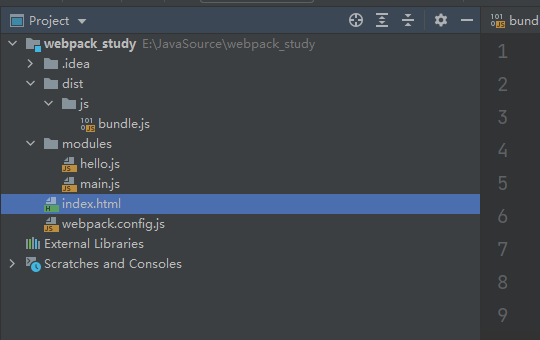 Project
bund
webpack_study E:\JavaSource\webpack_study
.idea
dist
js
bundle.js
modules
hello.js
main.js
index.html
webpack.config.js
External Libraries
Scratches and Consoles
1
2
3
4
5
6
7
8
9